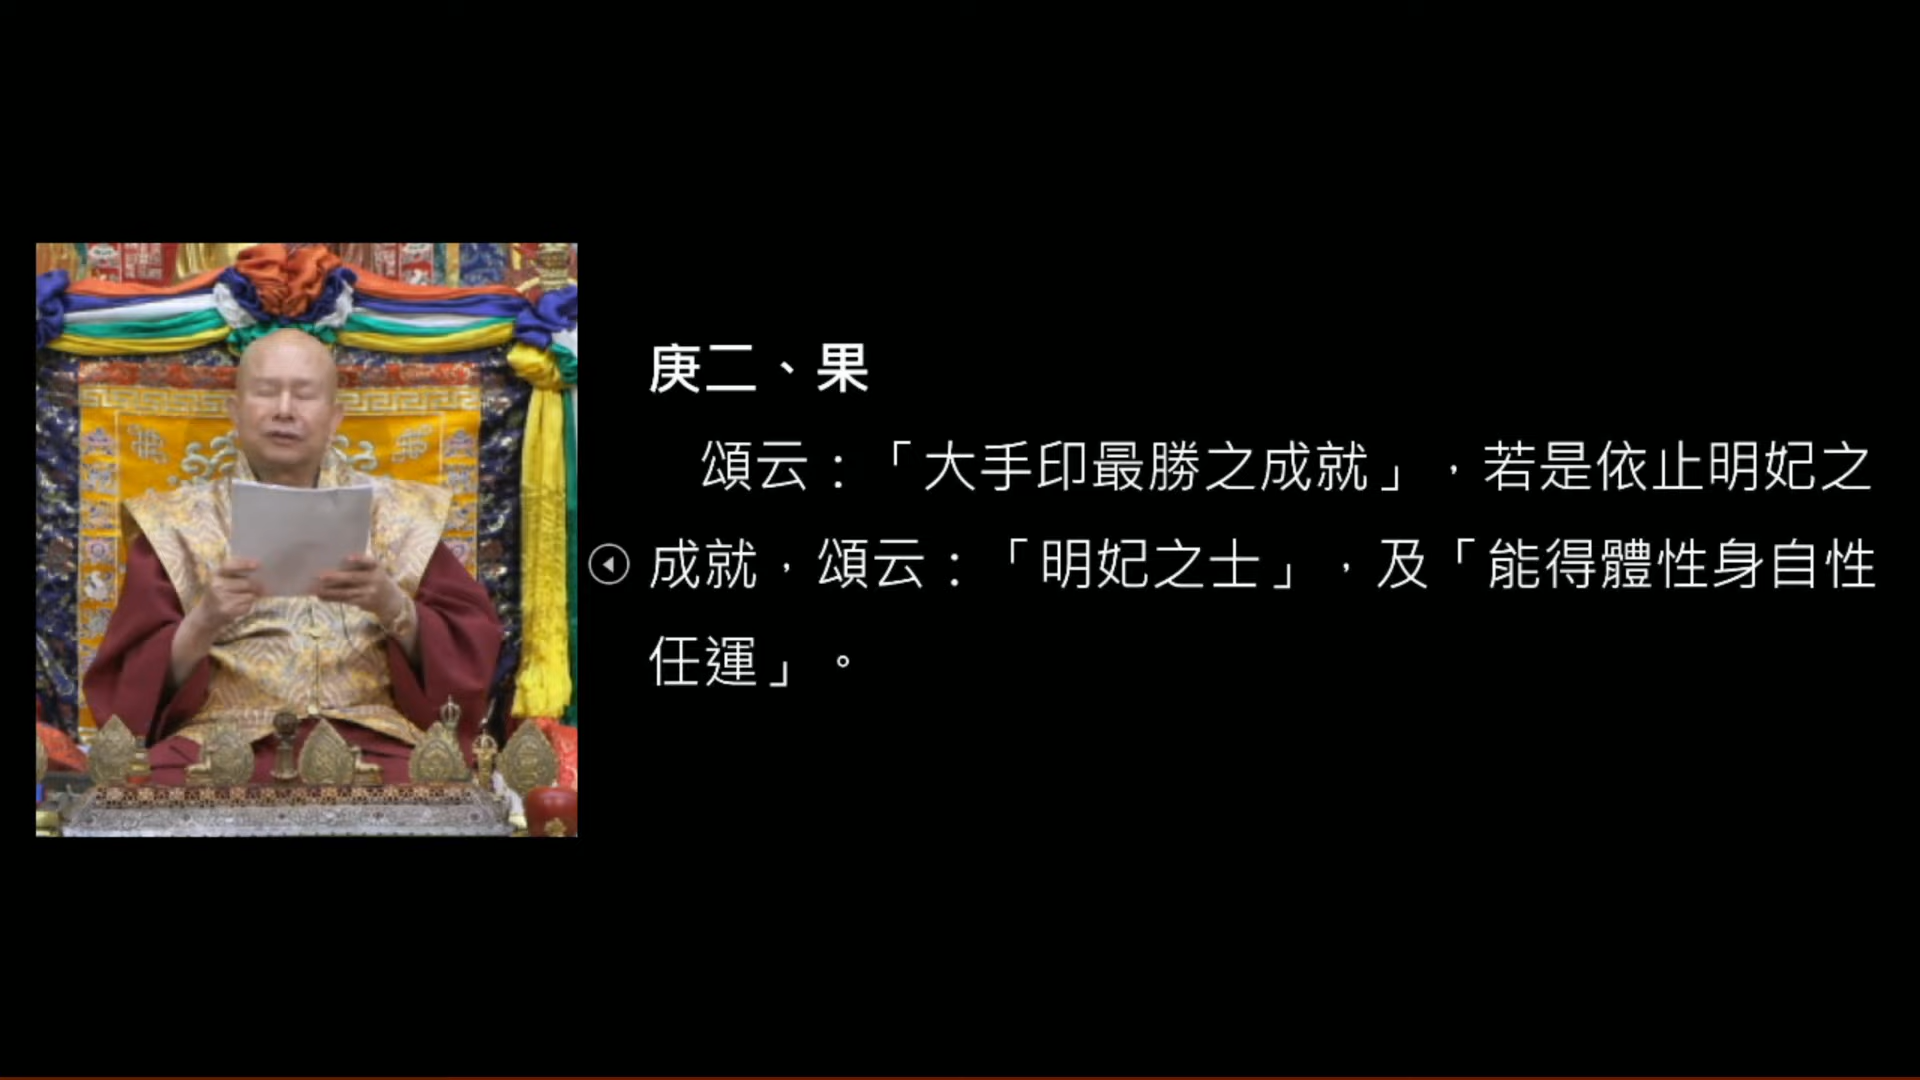 庚二、果
頌云：「大手印最勝之成就」，若是依止明妃之
成就，頌云：「明妃之士」，及「能得體性身自性
任運」。